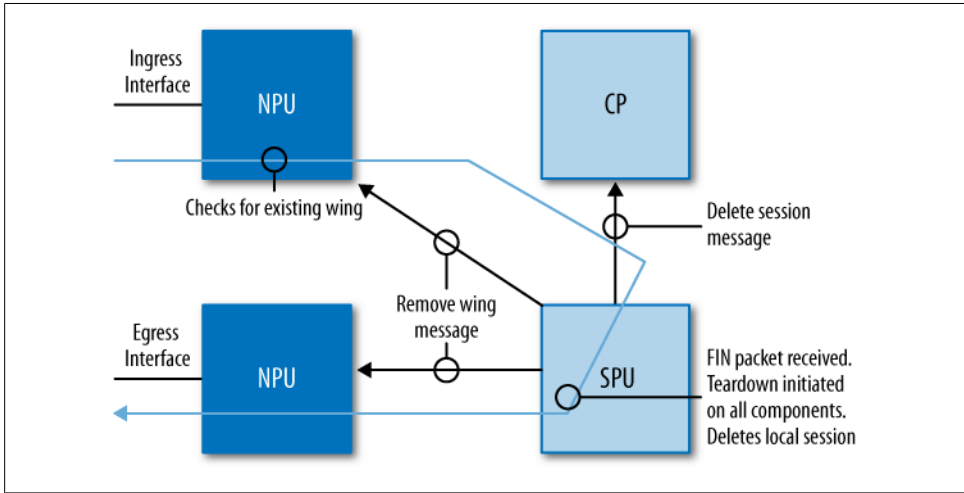 Ingress
Interface
NPU
CP
Checks for existing wing
Delete session
message
Remove wing
message
Egress
Interface
NPU
SPU
FIN packet received.
Teardown initiated
on all components.
Deletes local session